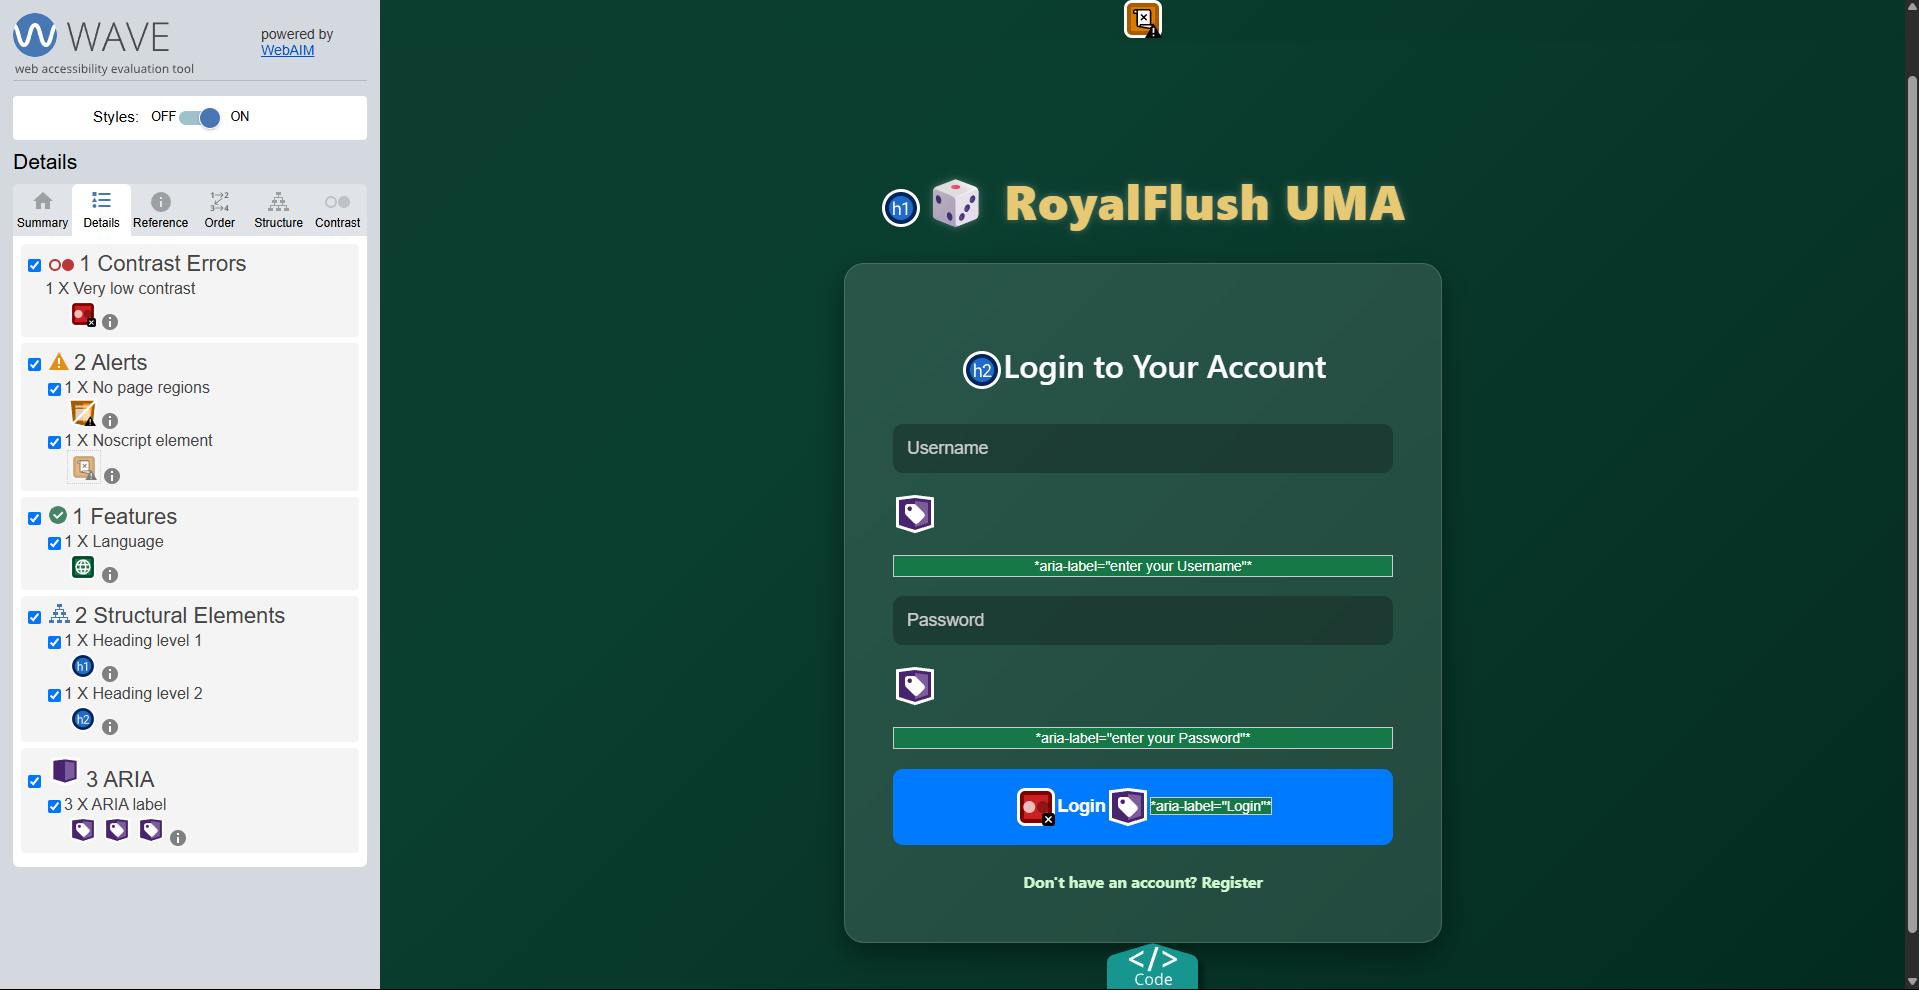 WAVE
powered by
WebAIM
web accessibility evaluation tool
Styles: OFF ON
Details
Summary Details Reference Order Structure Contrast
1 Contrast Errors
1 X Very low contrast
2 Alerts
1 X No page regions
1 X Noscript element
1 Features
1 X Language
2 Structural Elements
1 X Heading level 1
h1
1 X Heading level 2
h2
3 ARIA
3 X ARIA label
h1 RoyalFlush UMA
h2 Login to Your Account
Username
*aria-label="enter your Username"*
Password
*aria-label="enter your Password"*
Login *aria-label="Login"*
Don't have an account? Register
</>
Code